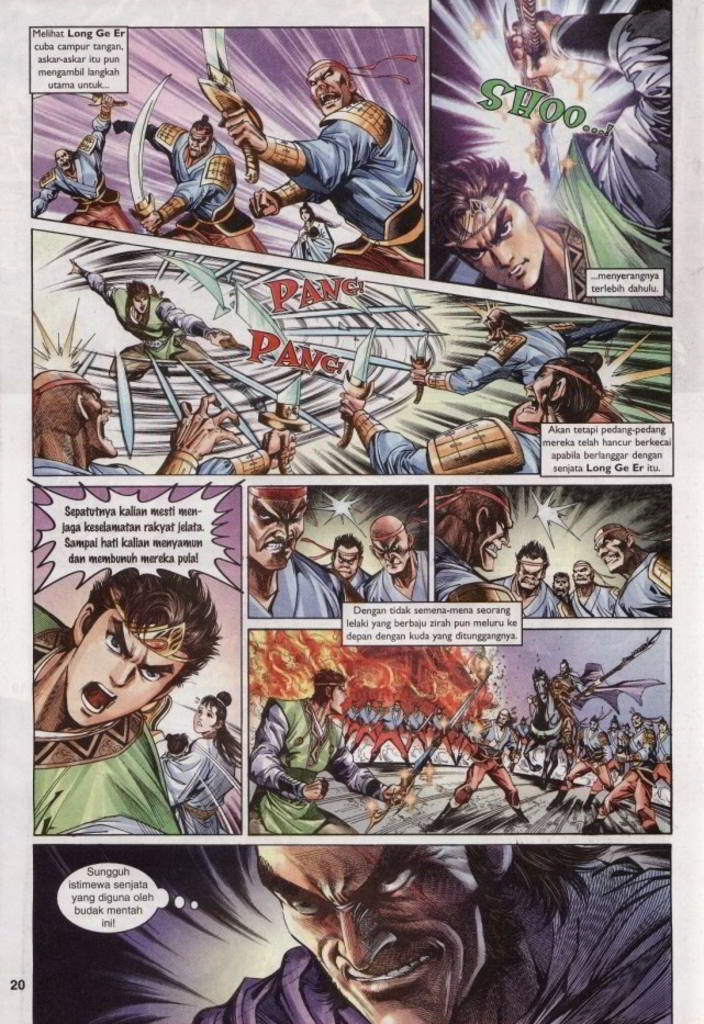 Melihat Long Ge Er
cuba campur tangan,
askar-askar itu pun
mengambil langkah
utama untuk...
SHOO...!
...menyerangnya
terlebih dahulu.
PANG!
PANG!
Akan tetapi pedang-pedang
mereka telah hancur berkecai
apabila berlanggar dengan
senjata Long Ge Er itu.
Sepatutnya kalian mesti men-
jaga keselamatan rakyat jelata.
Sampai hati kalian menyamun
dan membunuh mereka pula!
Dengan tidak semena-mena seorang
lelaki yang berbaju zirah pun meluru ke
depan dengan kuda yang ditunggangnya.
Sungguh
istimewa senjata
yang diguna oleh
budak mentah
ini!
20